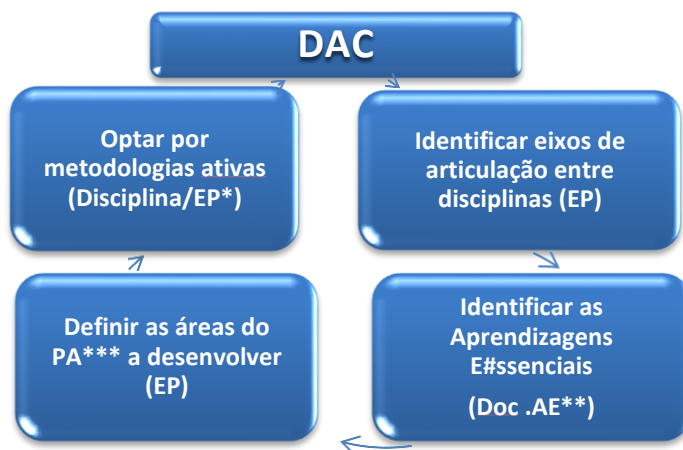 DAC
Optar por
metodologias ativas
(Disciplina/EP*)
Identificar eixos de
articulação entre
disciplinas (EP)
Definir as áreas do
PA*** a desenvolver
(EP)
Identificar as
Aprendizagens
E#ssenciais
(Doc .AE**)